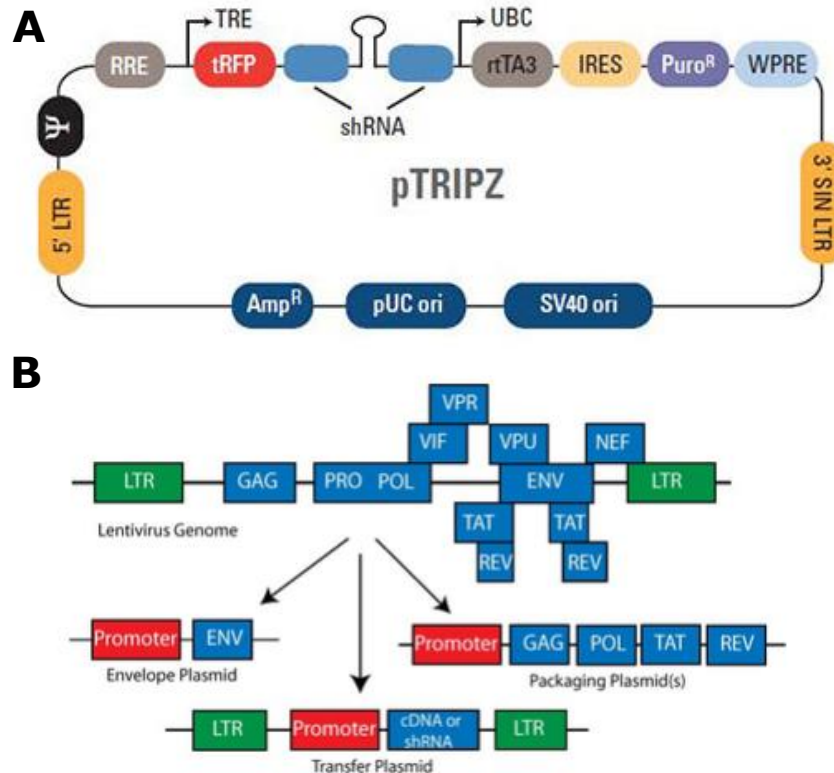 A
TRE
UBC
RRE
tRFP
rtTA3
IRES
Puroᴿ
WPRE
shRNA
Ψ
pTRIPZ
5' LTR
3' SIN LTR
Ampᴿ
pUC ori
SV40 ori
B
VPR
VIF
VPU
NEF
LTR
GAG
PRO POL
ENV
LTR
Lentivirus Genome
TAT
TAT
REV
REV
Promoter
ENV
Envelope Plasmid
Promoter
GAG
POL
TAT
REV
Packaging Plasmid(s)
LTR
Promoter
cDNA or
shRNA
LTR
Transfer Plasmid